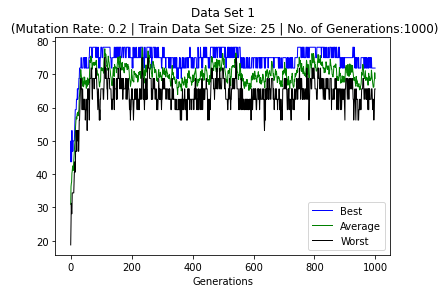 Data Set 1
(Mutation Rate: 0.2 | Train Data Set Size: 25 | No. of Generations:1000)
80
70
60
50
40
30
20
Best
Average
Worst
0 200 400 600 800 1000
Generations